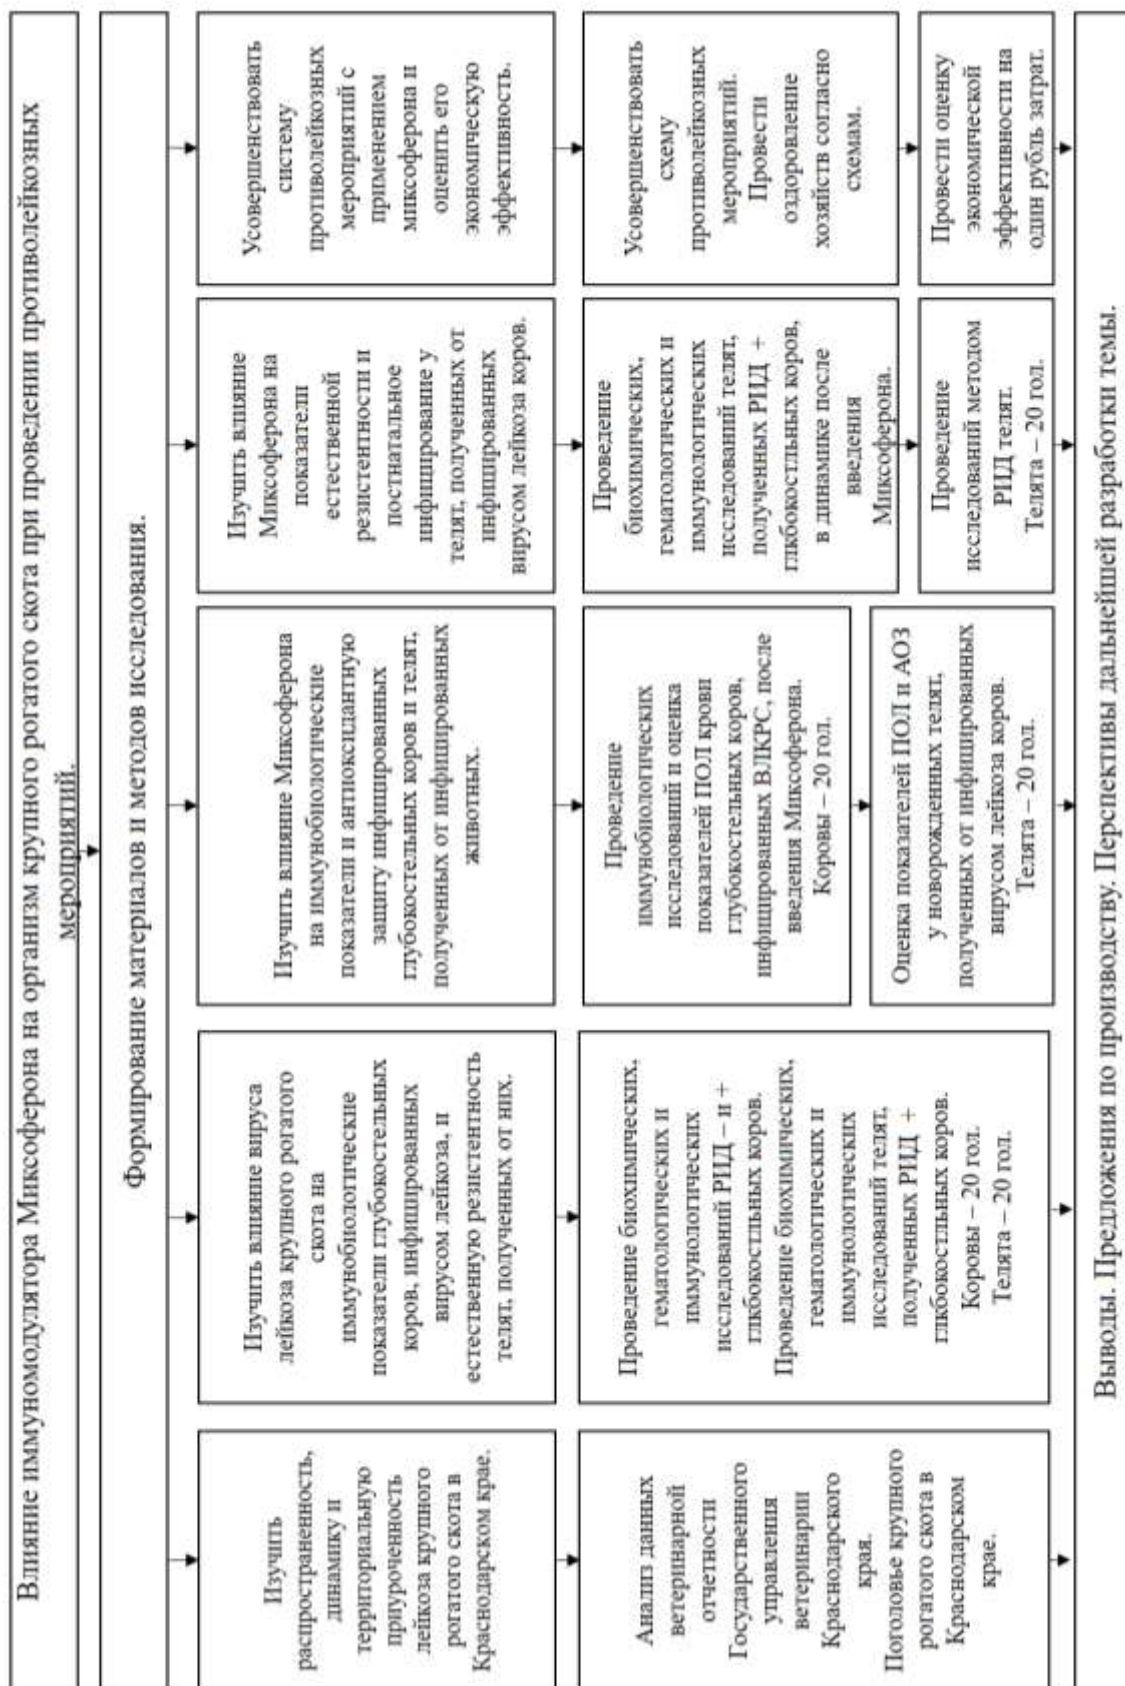 Влияние иммуномодулятора Миксоферона на организм крупного рогатого скота при проведении противолейкозных
мероприятий.
Формирование материалов и методов исследования.
Изучить
распространенность,
динамику и
территориальную
приуроченность
лейкоза крупного
рогатого скота в
Краснодарском крае.
Изучить влияние вируса
лейкоза крупного рогатого
скота на
иммунобиологические
показатели глубокостельных
коров, инфицированных
вирусом лейкоза, и
естественную резистентность
телят, полученных от них.
Изучить влияние Миксоферона
на иммунобиологические
показатели и антиоксидантную
защиту инфицированных
глубокостельных коров и телят,
полученных от инфицированных
животных.
Изучить влияние
Миксоферона на
показатели
естественной
резистентности и
постнатальное
инфицирование у
телят, полученных от
инфицированных
вирусом лейкоза коров.
Усовершенствовать
систему
противолейкозных
мероприятий с
применением
миксоферона и
оценить его
экономическую
эффективность.
Анализ данных
ветеринарной
отчетности
Государственного
управления
ветеринарии
Краснодарского
края.
Поголовье крупного
рогатого скота в
Краснодарском
крае.
Проведение биохимических,
гематологических и
иммунологических
исследований РИД – и +
глкбокостльных коров.
Проведение биохимических,
гематологических и
иммунологических
исследований телят,
полученных РИД +
глкбокостльных коров.
Коровы – 20 гол.
Телята – 20 гол.
Проведение
иммунобиологических
исследований и оценка
показателей ПОЛ крови
глубокостельных коров,
инфицированных ВЛКРС, после
введения Миксоферона.
Коровы – 20 гол.
Оценка показателей ПОЛ и АОЗ
у новорожденных телят,
полученных от инфицированных
вирусом лейкоза коров.
Телята – 20 гол.
Проведение
биохимических,
гематологических и
иммунологических
исследований телят,
полученных РИД +
глкбокостльных коров,
в динамике после
введения
Миксоферона.
Проведение
исследований методом
РИД телят.
Телята – 20 гол.
Усовершенствовать
схему
противолейкозных
мероприятий.
Провести
оздоровление
хозяйств согласно
схемам.
Провести оценку
экономической
эффективности на
один рубль затрат.
Выводы. Предложения по производству. Перспективы дальнейшей разработки темы.